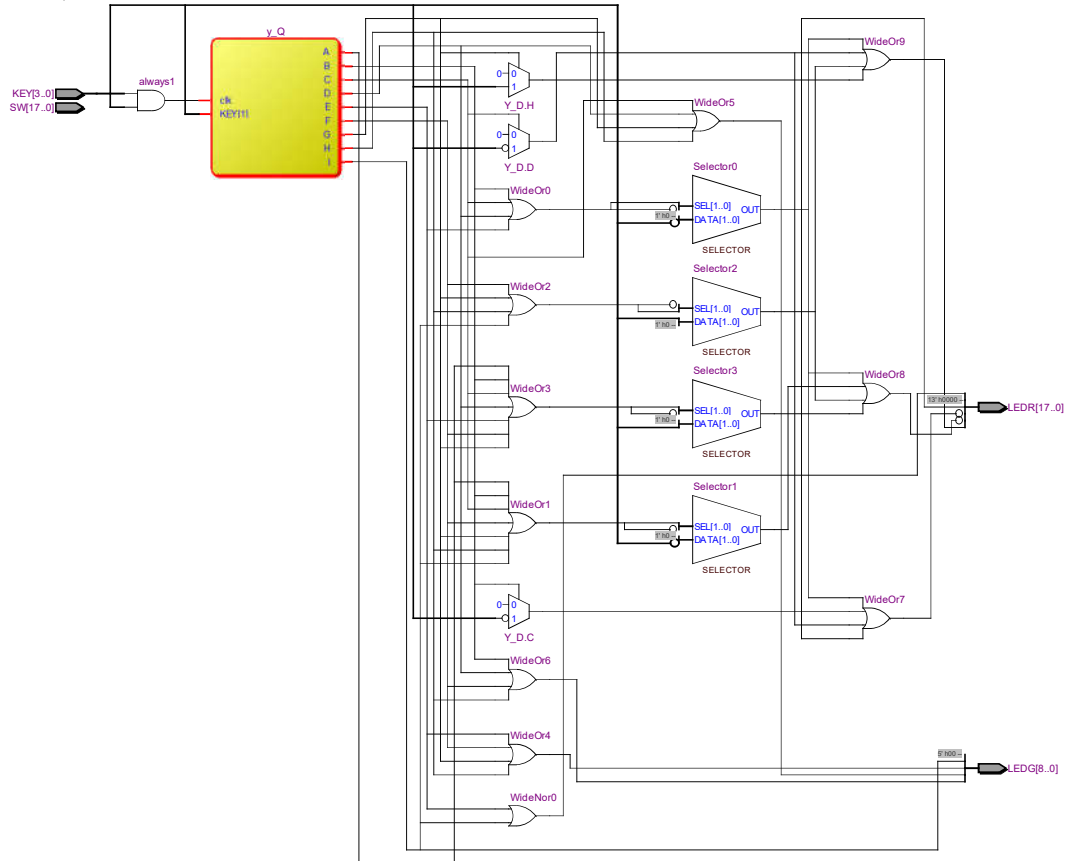 y_Q
A
B
C
D
E
F
G
H
I
clk
KEY[1]
always1
KEY[3..0]
SW[17..0]
0
0
1
Y_D.H
0
0
1
Y_D.D
WideOr9
WideOr5
WideOr0
Selector0
SEL[1..0]
DATA[1..0]
OUT
1' h0 --
SELECTOR
WideOr2
Selector2
SEL[1..0]
DATA[1..0]
OUT
1' h0 --
SELECTOR
WideOr3
Selector3
SEL[1..0]
DATA[1..0]
OUT
1' h0 --
SELECTOR
WideOr8
13' h0000 --
LEDR[17..0]
WideOr1
Selector1
SEL[1..0]
DATA[1..0]
OUT
1' h0 --
SELECTOR
0
0
1
Y_D.C
WideOr7
WideOr6
WideOr4
5' h00 --
LEDG[8..0]
WideNor0